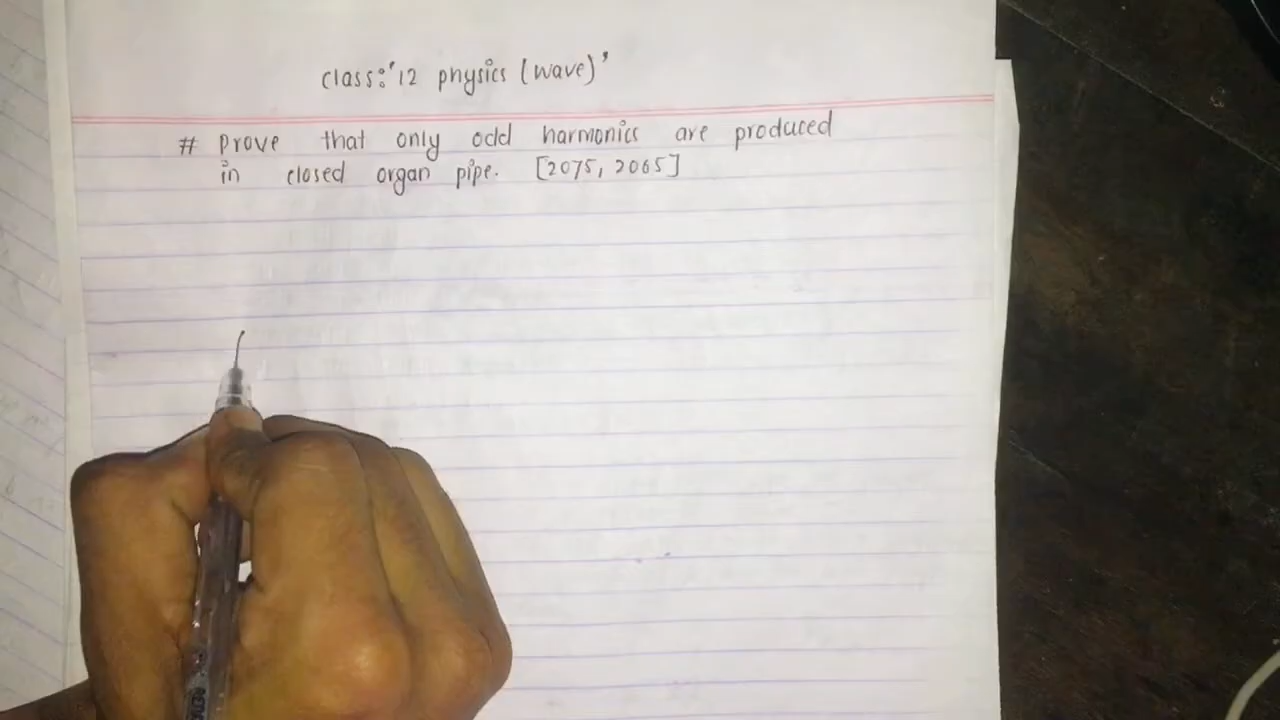 class:'12 physics (wave)'
# prove that only odd harmonics are produced
in closed organ pipe. [2075, 2065]